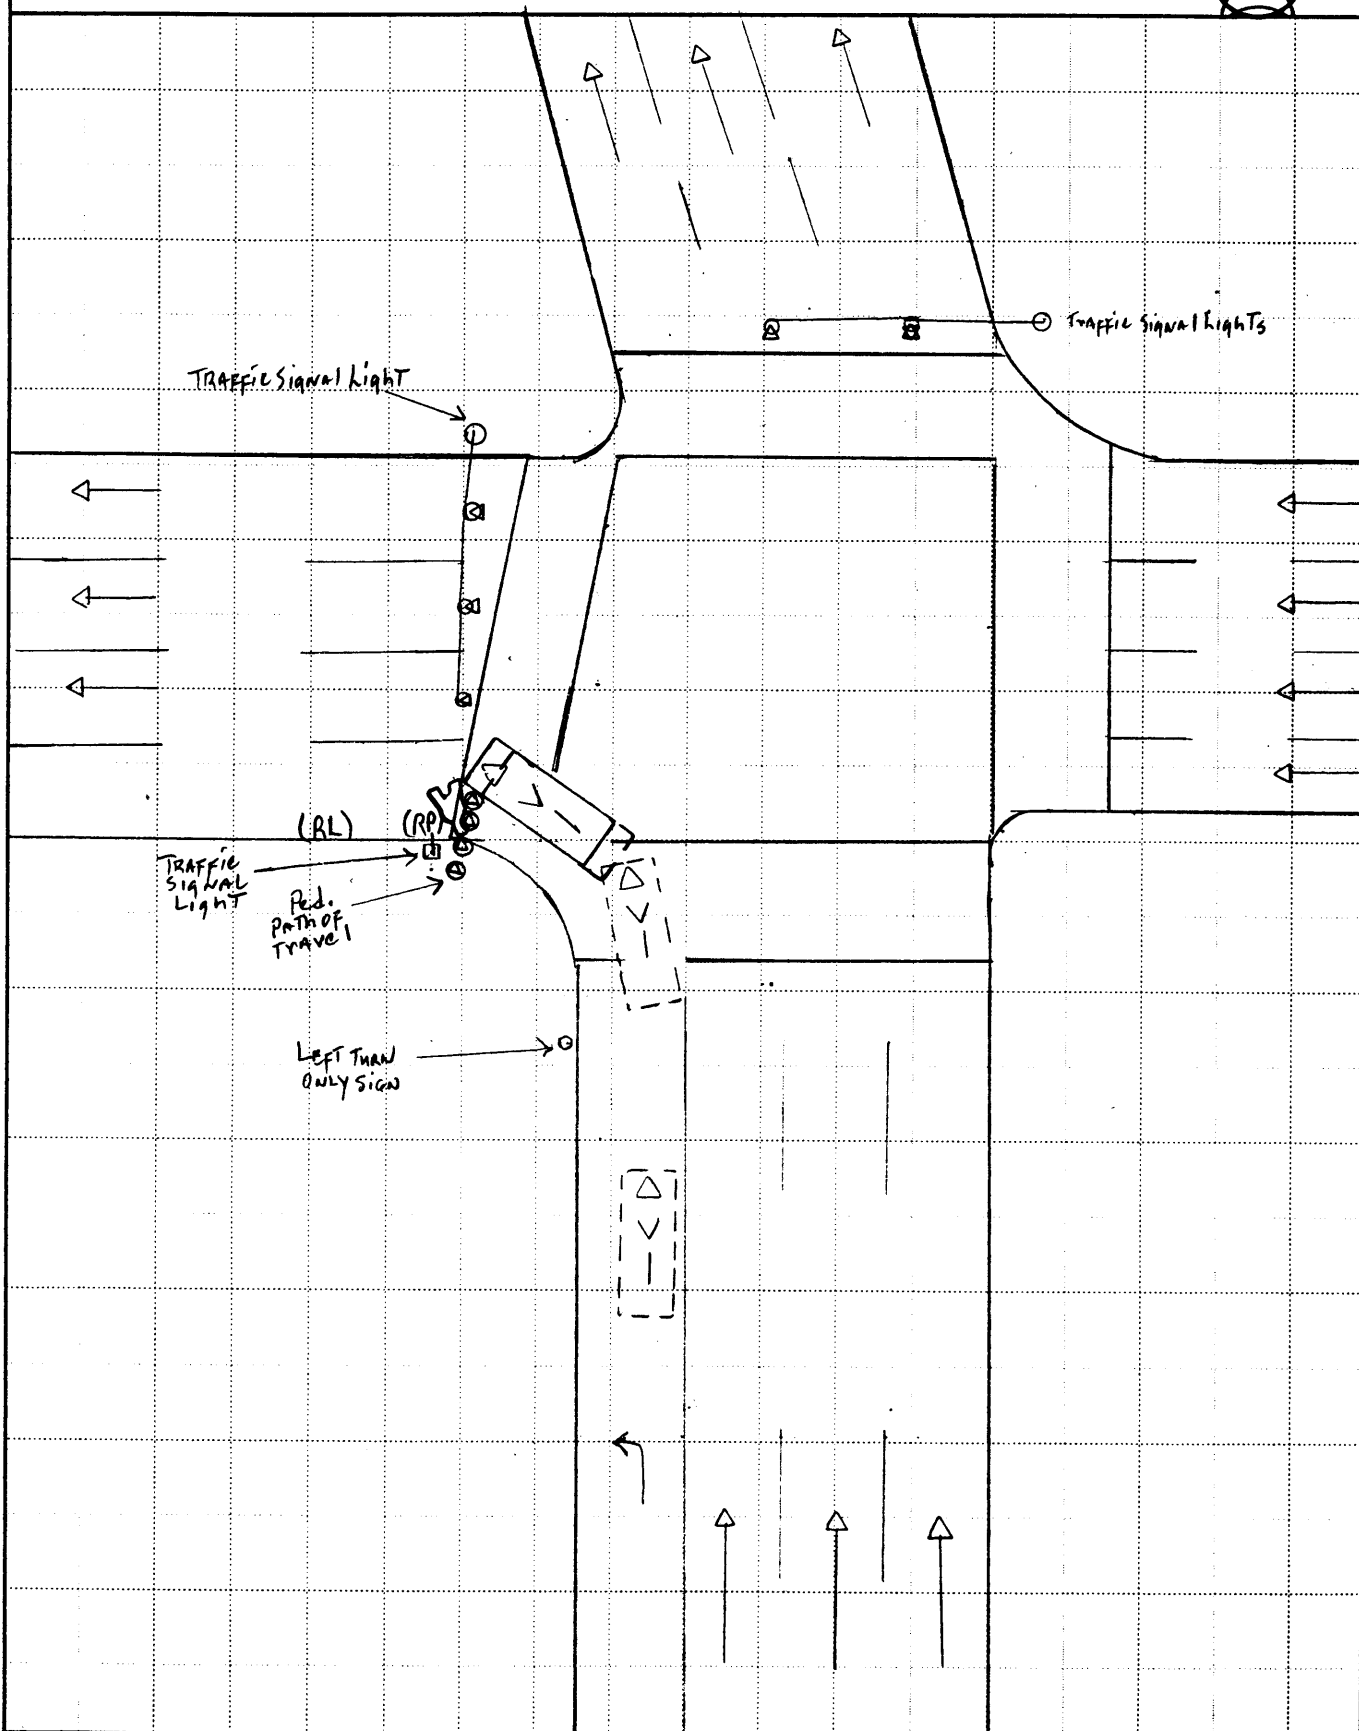 TRAFFIC Signal Lights
TRAFFIC Signal Light
(RL) (RP)
TRAFFIC
SIGNAL
Light
Ped.
PATH OF
Travel
LEFT TURN
ONLY SIGN